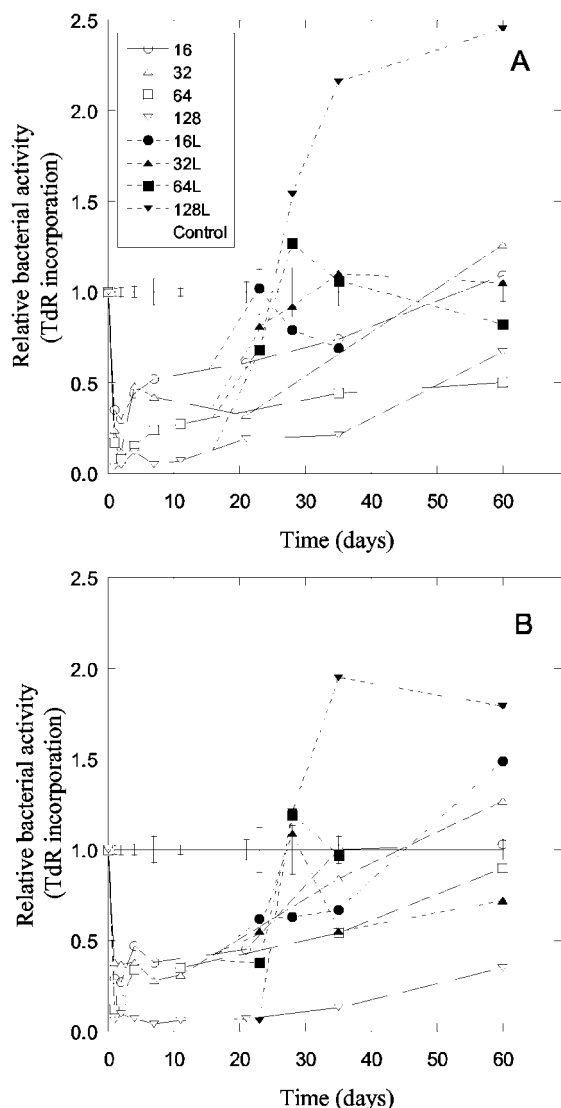 A
16
32
64
128
16L
32L
64L
128L
Control
2.5
2.0
1.5
1.0
0.5
0.0
Relative bacterial activity
(TdR incorporation)
0
10
20
30
40
50
60
Time (days)
B
2.5
2.0
1.5
1.0
0.5
0.0
Relative bacterial activity
(TdR incorporation)
0
10
20
30
40
50
60
Time (days)